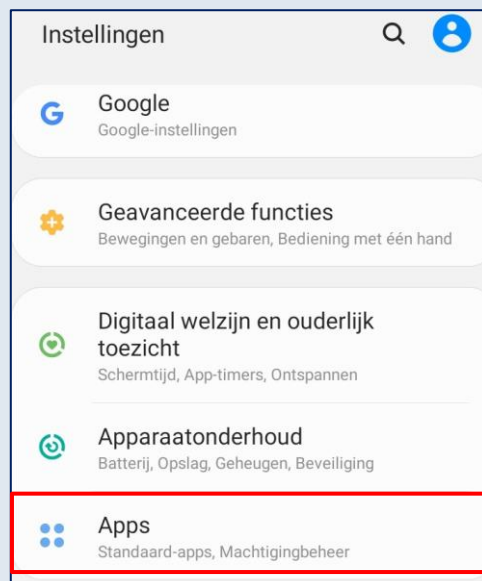 Instellingen
Google
Google-instellingen
Geavanceerde functies
Bewegingen en gebaren, Bediening met één hand
Digitaal welzijn en ouderlijk
toezicht
Schermtijd, App-timers, Ontspannen
Apparaatonderhoud
Batterij, Opslag, Geheugen, Beveiliging
Apps
Standaard-apps, Machtigingbeheer